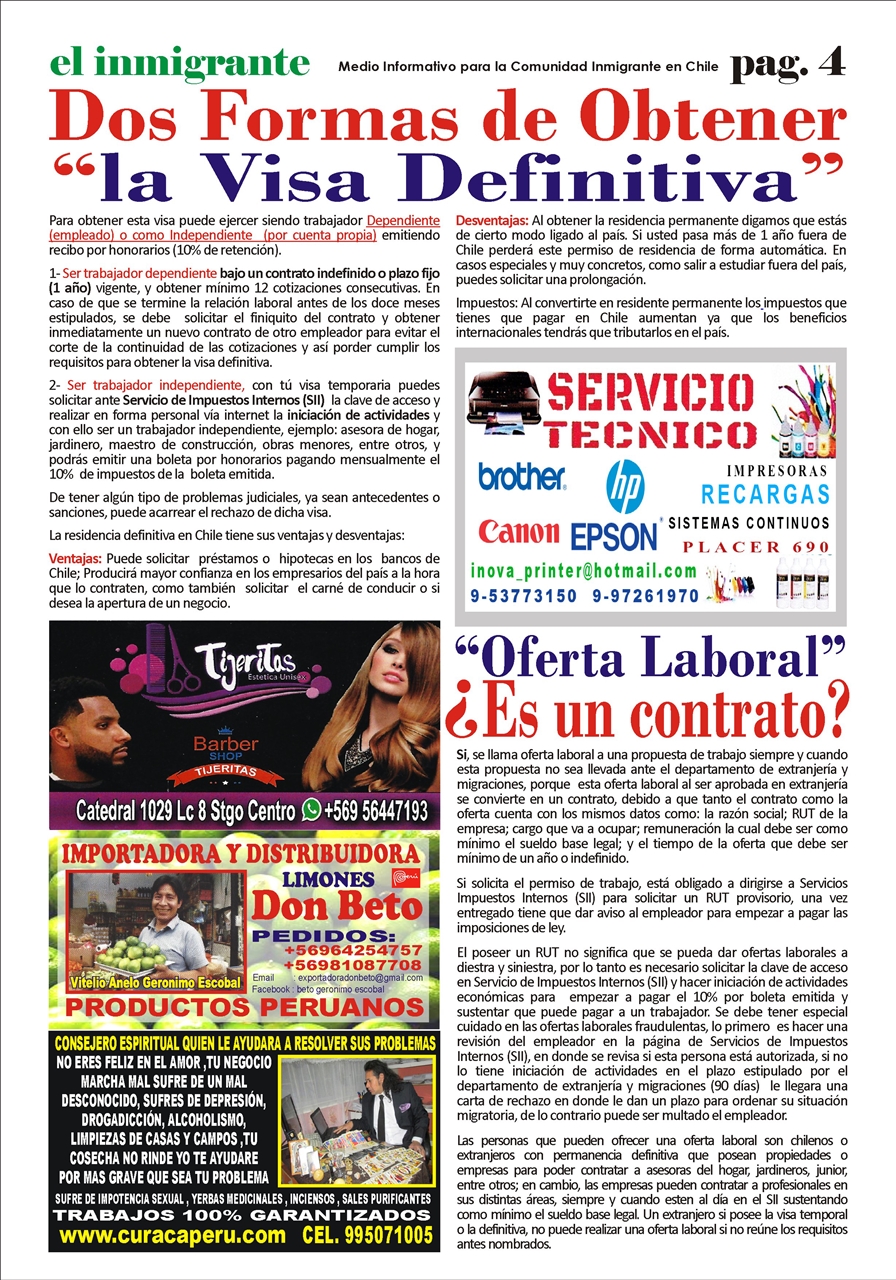 el inmigrante
Medio Informativo para la Comunidad Inmigrante en Chile
pag. 4
Dos Formas de Obtener
“la Visa Definitiva”
Para obtener esta visa puede ejercer siendo trabajador Dependiente
(empleado) o como Independiente (por cuenta propia) emitiendo
recibo por honorarios (10% de retención).
1- Ser trabajador dependiente bajo un contrato indefinido o plazo fijo
(1 año) vigente, y obtener mínimo 12 cotizaciones consecutivas. En
caso de que se termine la relación laboral antes de los doce meses
estipulados, se debe solicitar el finiquito del contrato y obtener
inmediatamente un nuevo contrato de otro empleador para evitar el
corte de la continuidad de las cotizaciones y así porder cumplir los
requisitos para obtener la visa definitiva.
2- Ser trabajador independiente, con tú visa temporaria puedes
solicitar ante Servicio de Impuestos Internos (SII) la clave de acceso y
realizar en forma personal vía internet la iniciación de actividades y
con ello ser un trabajador independiente, ejemplo: asesora de hogar,
jardinero, maestro de construcción, obras menores, entre otros, y
podrás emitir una boleta por honorarios pagando mensualmente el
10% de impuestos de la boleta emitida.
De tener algún tipo de problemas judiciales, ya sean antecedentes o
sanciones, puede acarrear el rechazo de dicha visa.
La residencia definitiva en Chile tiene sus ventajas y desventajas:
Ventajas: Puede solicitar préstamos o hipotecas en los bancos de
Chile; Producirá mayor confianza en los empresarios del país a la hora
que lo contraten, como también solicitar el carné de conducir o si
desea la apertura de un negocio.
Tijeritas
Estetica Unisex
Barber
SHOP
TIJERITAS
Catedral 1029 Lc 8 Stgo Centro +569 56447193
IMPORTADORA Y DISTRIBUIDORA
LIMONES
Perú
Don Beto
PEDIDOS:
+56964254757
+56981087708
Email : exportadoradonbeto@gmail.com
Facebook : beto geronimo escobal
Vitelio Anelo Geronimo Escobal
PRODUCTOS PERUANOS
CONSEJERO ESPIRITUAL QUIEN LE AYUDARA A RESOLVER SUS PROBLEMAS
NO ERES FELIZ EN EL AMOR ,TU NEGOCIO
MARCHA MAL SUFRE DE UN MAL
DESCONOCIDO, SUFRES DE DEPRESIÓN,
DROGADICCIÓN, ALCOHOLISMO,
LIMPIEZAS DE CASAS Y CAMPOS ,TU
COSECHA NO RINDE YO TE AYUDARE
POR MAS GRAVE QUE SEA TU PROBLEMA
SUFRE DE IMPOTENCIA SEXUAL , YERBAS MEDICINALES , INCIENSOS , SALES PURIFICANTES
TRABAJOS 100% GARANTIZADOS
www.curacaperu.com CEL. 995071005
Desventajas: Al obtener la residencia permanente digamos que estás
de cierto modo ligado al país. Si usted pasa más de 1 año fuera de
Chile perderá este permiso de residencia de forma automática. En
casos especiales y muy concretos, como salir a estudiar fuera del país,
puedes solicitar una prolongación.
Impuestos: Al convertirte en residente permanente los impuestos que
tienes que pagar en Chile aumentan ya que los beneficios
internacionales tendrás que tributarlos en el país.
SERVICIO
TECNICO
brother
hp
Canon
EPSON
IMPRESORAS
RECARGAS
SISTEMAS CONTINUOS
PLACER 690
inova_printer@hotmail.com
9-53773150 9-97261970
“Oferta Laboral”
¿Es un contrato?
Si, se llama oferta laboral a una propuesta de trabajo siempre y cuando
esta propuesta no sea llevada ante el departamento de extranjería y
migraciones, porque esta oferta laboral al ser aprobada en extranjería
se convierte en un contrato, debido a que tanto el contrato como la
oferta cuenta con los mismos datos como: la razón social; RUT de la
empresa; cargo que va a ocupar; remuneración la cual debe ser como
mínimo el sueldo base legal; y el tiempo de la oferta que debe ser
mínimo de un año o indefinido.
Si solicita el permiso de trabajo, está obligado a dirigirse a Servicios
Impuestos Internos (SII) para solicitar un RUT provisorio, una vez
entregado tiene que dar aviso al empleador para empezar a pagar las
imposiciones de ley.
El poseer un RUT no significa que se pueda dar ofertas laborales a
diestra y siniestra, por lo tanto es necesario solicitar la clave de acceso
en Servicio de Impuestos Internos (SII) y hacer iniciación de actividades
económicas para empezar a pagar el 10% por boleta emitida y
sustentar que puede pagar a un trabajador. Se debe tener especial
cuidado en las ofertas laborales fraudulentas, lo primero es hacer una
revisión del empleador en la página de Servicios de Impuestos
Internos (SII), en donde se revisa si esta persona está autorizada, si no
lo tiene iniciación de actividades en el plazo estipulado por el
departamento de extranjería y migraciones (90 días) le llegara una
carta de rechazo en donde le dan un plazo para ordenar su situación
migratoria, de lo contrario puede ser multado el empleador.
Las personas que pueden ofrecer una oferta laboral son chilenos o
extranjeros con permanencia definitiva que posean propiedades o
empresas para poder contratar a asesoras del hogar, jardineros, junior,
entre otros; en cambio, las empresas pueden contratar a profesionales en
sus distintas áreas, siempre y cuando esten al día en el SII sustentando
como mínimo el sueldo base legal. Un extranjero si posee la visa temporal
o la definitiva, no puede realizar una oferta laboral si no reúne los requisitos
antes nombrados.